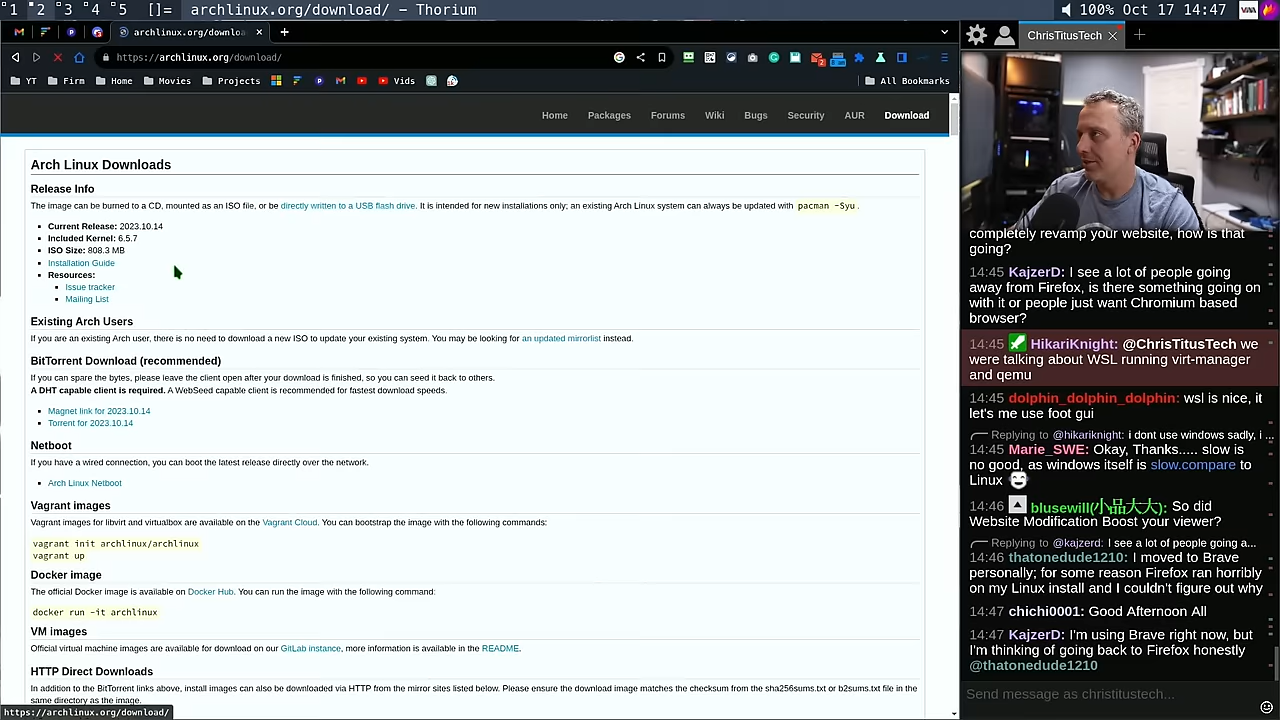 1 2 3 4 5 []= archlinux.org/download/ - Thorium
100% Oct 17 14:47
archlinux.org/downloa
https://archlinux.org/download/
YT Firm Home Movies Projects Vids All Bookmarks
Home Packages Forums Wiki Bugs Security AUR Download
Arch Linux Downloads
Release Info
The image can be burned to a CD, mounted as an ISO file, or be directly written to a USB flash drive. It is intended for new installations only; an existing Arch Linux system can always be updated with pacman -Syu.
Current Release: 2023.10.14
Included Kernel: 6.5.7
ISO Size: 808.3 MB
Installation Guide
Resources:
Issue tracker
Mailing List
Existing Arch Users
If you are an existing Arch user, there is no need to download a new ISO to update your existing system. You may be looking for an updated mirrorlist instead.
BitTorrent Download (recommended)
If you can spare the bytes, please leave the client open after your download is finished, so you can seed it back to others.
A DHT capable client is required. A WebSeed capable client is recommended for fastest download speeds.
Magnet link for 2023.10.14
Torrent for 2023.10.14
Netboot
If you have a wired connection, you can boot the latest release directly over the network.
Arch Linux Netboot
Vagrant images
Vagrant images for libvirt and virtualbox are available on the Vagrant Cloud. You can bootstrap the image with the following commands:
vagrant init archlinux/archlinux
vagrant up
Docker image
The official Docker image is available on Docker Hub. You can run the image with the following command:
docker run -it archlinux
VM images
Official virtual machine images are available for download on our GitLab instance, more information is available in the README.
HTTP Direct Downloads
In addition to the BitTorrent links above, install images can also be downloaded via HTTP from the mirror sites listed below. Please ensure the download image matches the checksum from the sha256sums.txt or b2sums.txt file in
the same directory as the image.
https://archlinux.org/download/
ChrisTitusTech
completely revamp your website, how is that
going?
14:45 KajzerD: I see a lot of people going
away from Firefox, is there something going on
with it or people just want Chromium based
browser?
14:45 HikariKnight: @ChrisTitusTech we
were talking about WSL running virt-manager
and qemu
14:45 dolphin_dolphin_dolphin: wsl is nice, it
let's me use foot gui
Replying to @hikariknight: i dont use windows sadly, i ...
14:45 Marie_SWE: Okay, Thanks..... slow is
no good, as windows itself is slow.compare to
Linux
14:46 blusewill(小品大大): So did
Website Modification Boost your viewer?
Replying to @kajzerd: I see a lot of people going a...
14:46 thatonedude1210: I moved to Brave
personally; for some reason Firefox ran horribly
on my Linux install and I couldn't figure out why
14:47 chichi0001: Good Afternoon All
14:47 KajzerD: I'm using Brave right now, but
I'm thinking of going back to Firefox honestly
@thatonedude1210
Send message as christitustech...